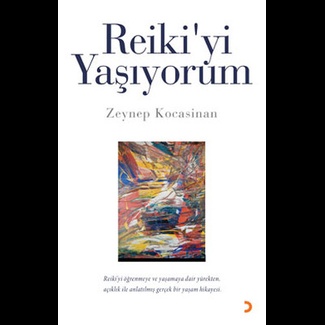 Reiki'yi
Yaşıyorum
Zeynep Kocasinan
Reiki'yi öğrenmeye ve yaşamaya dair yürekten,
açıklık ile anlatılmış gerçek bir yaşam hikayesi.